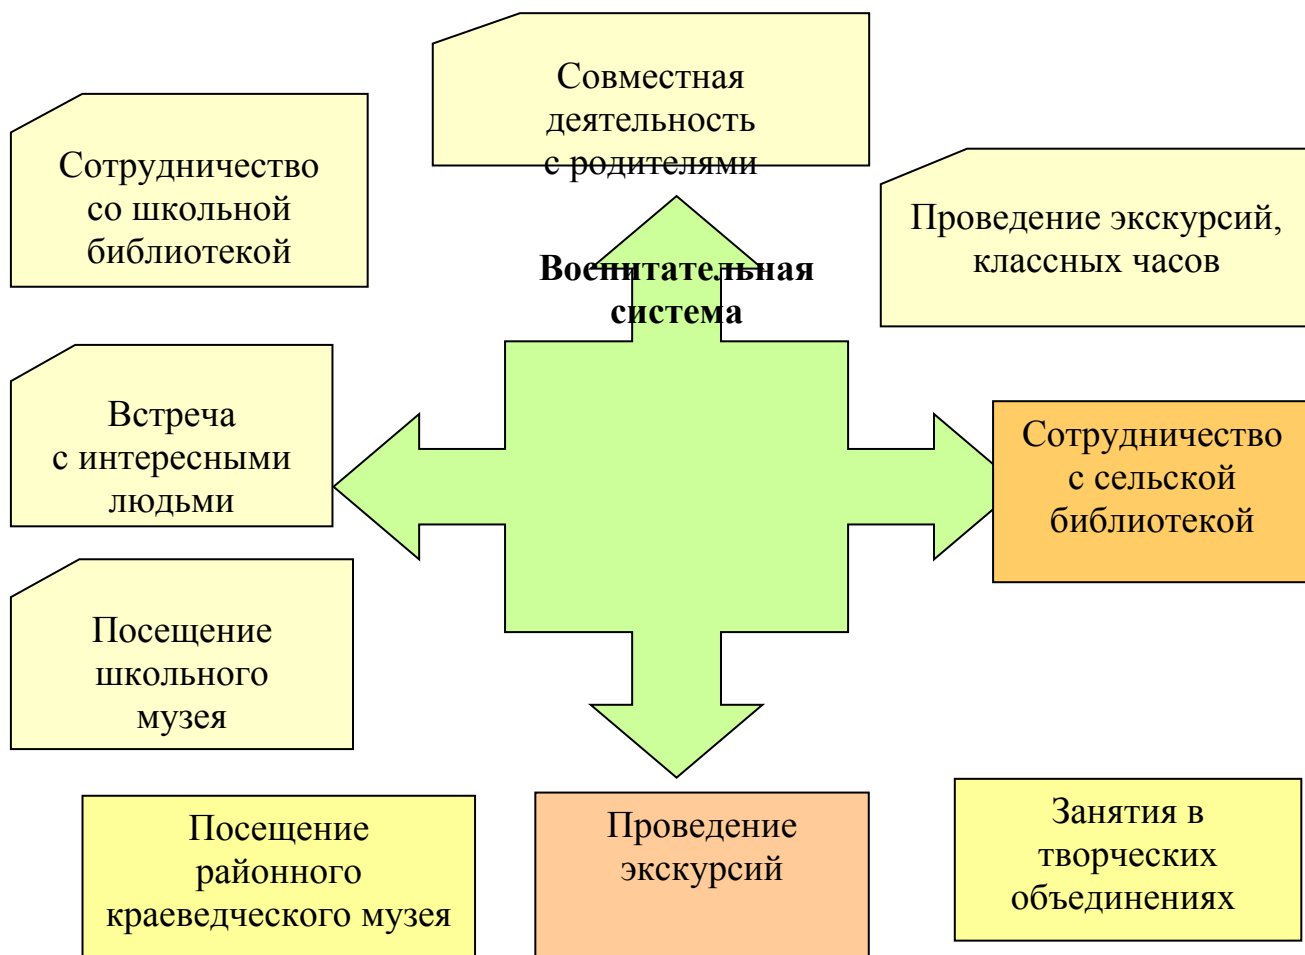 Совместная
деятельность
с родителями
Сотрудничество
со школьной
библиотекой
Проведение экскурсий,
классных часов
Воспитательная
система
Встреча
с интересными
людьми
Сотрудничество
с сельской
библиотекой
Посещение
школьного
музея
Посещение
районного
краеведческого музея
Проведение
экскурсий
Занятия в
творческих
объединениях